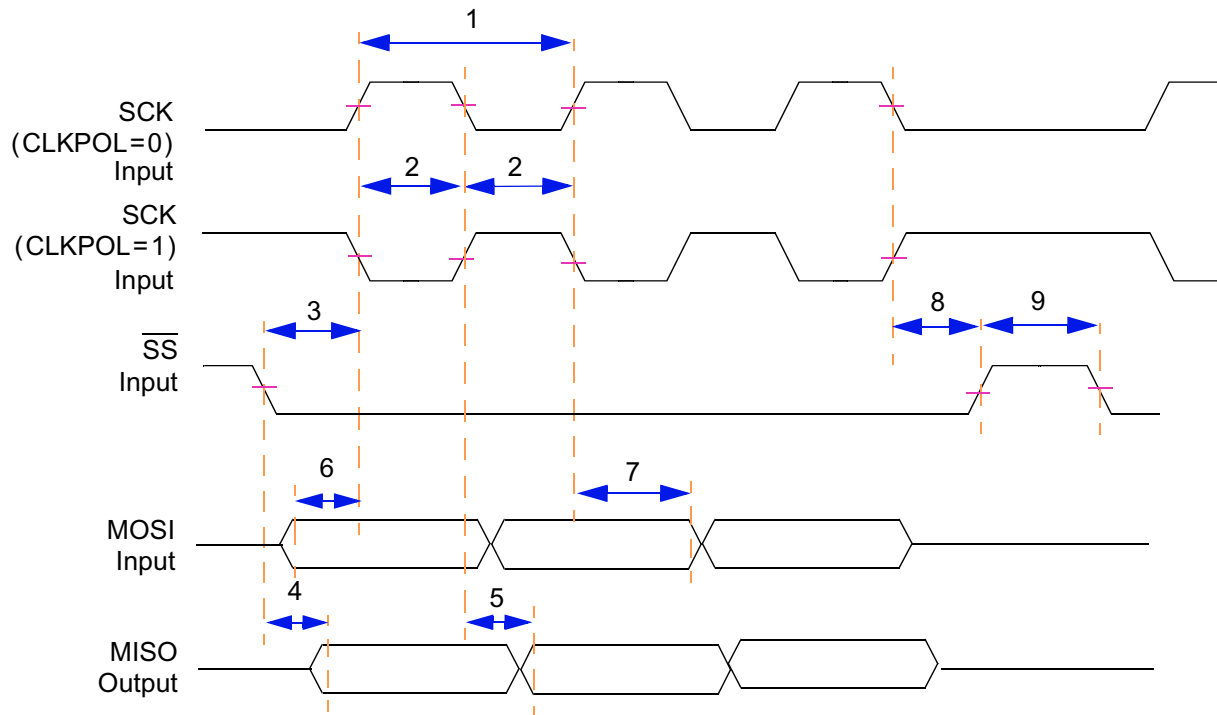 1
SCK
(CLKPOL=0)
Input
2 2
SCK
(CLKPOL=1)
Input
3 8 9
SS
Input
6 7
MOSI
Input
4 5
MISO
Output